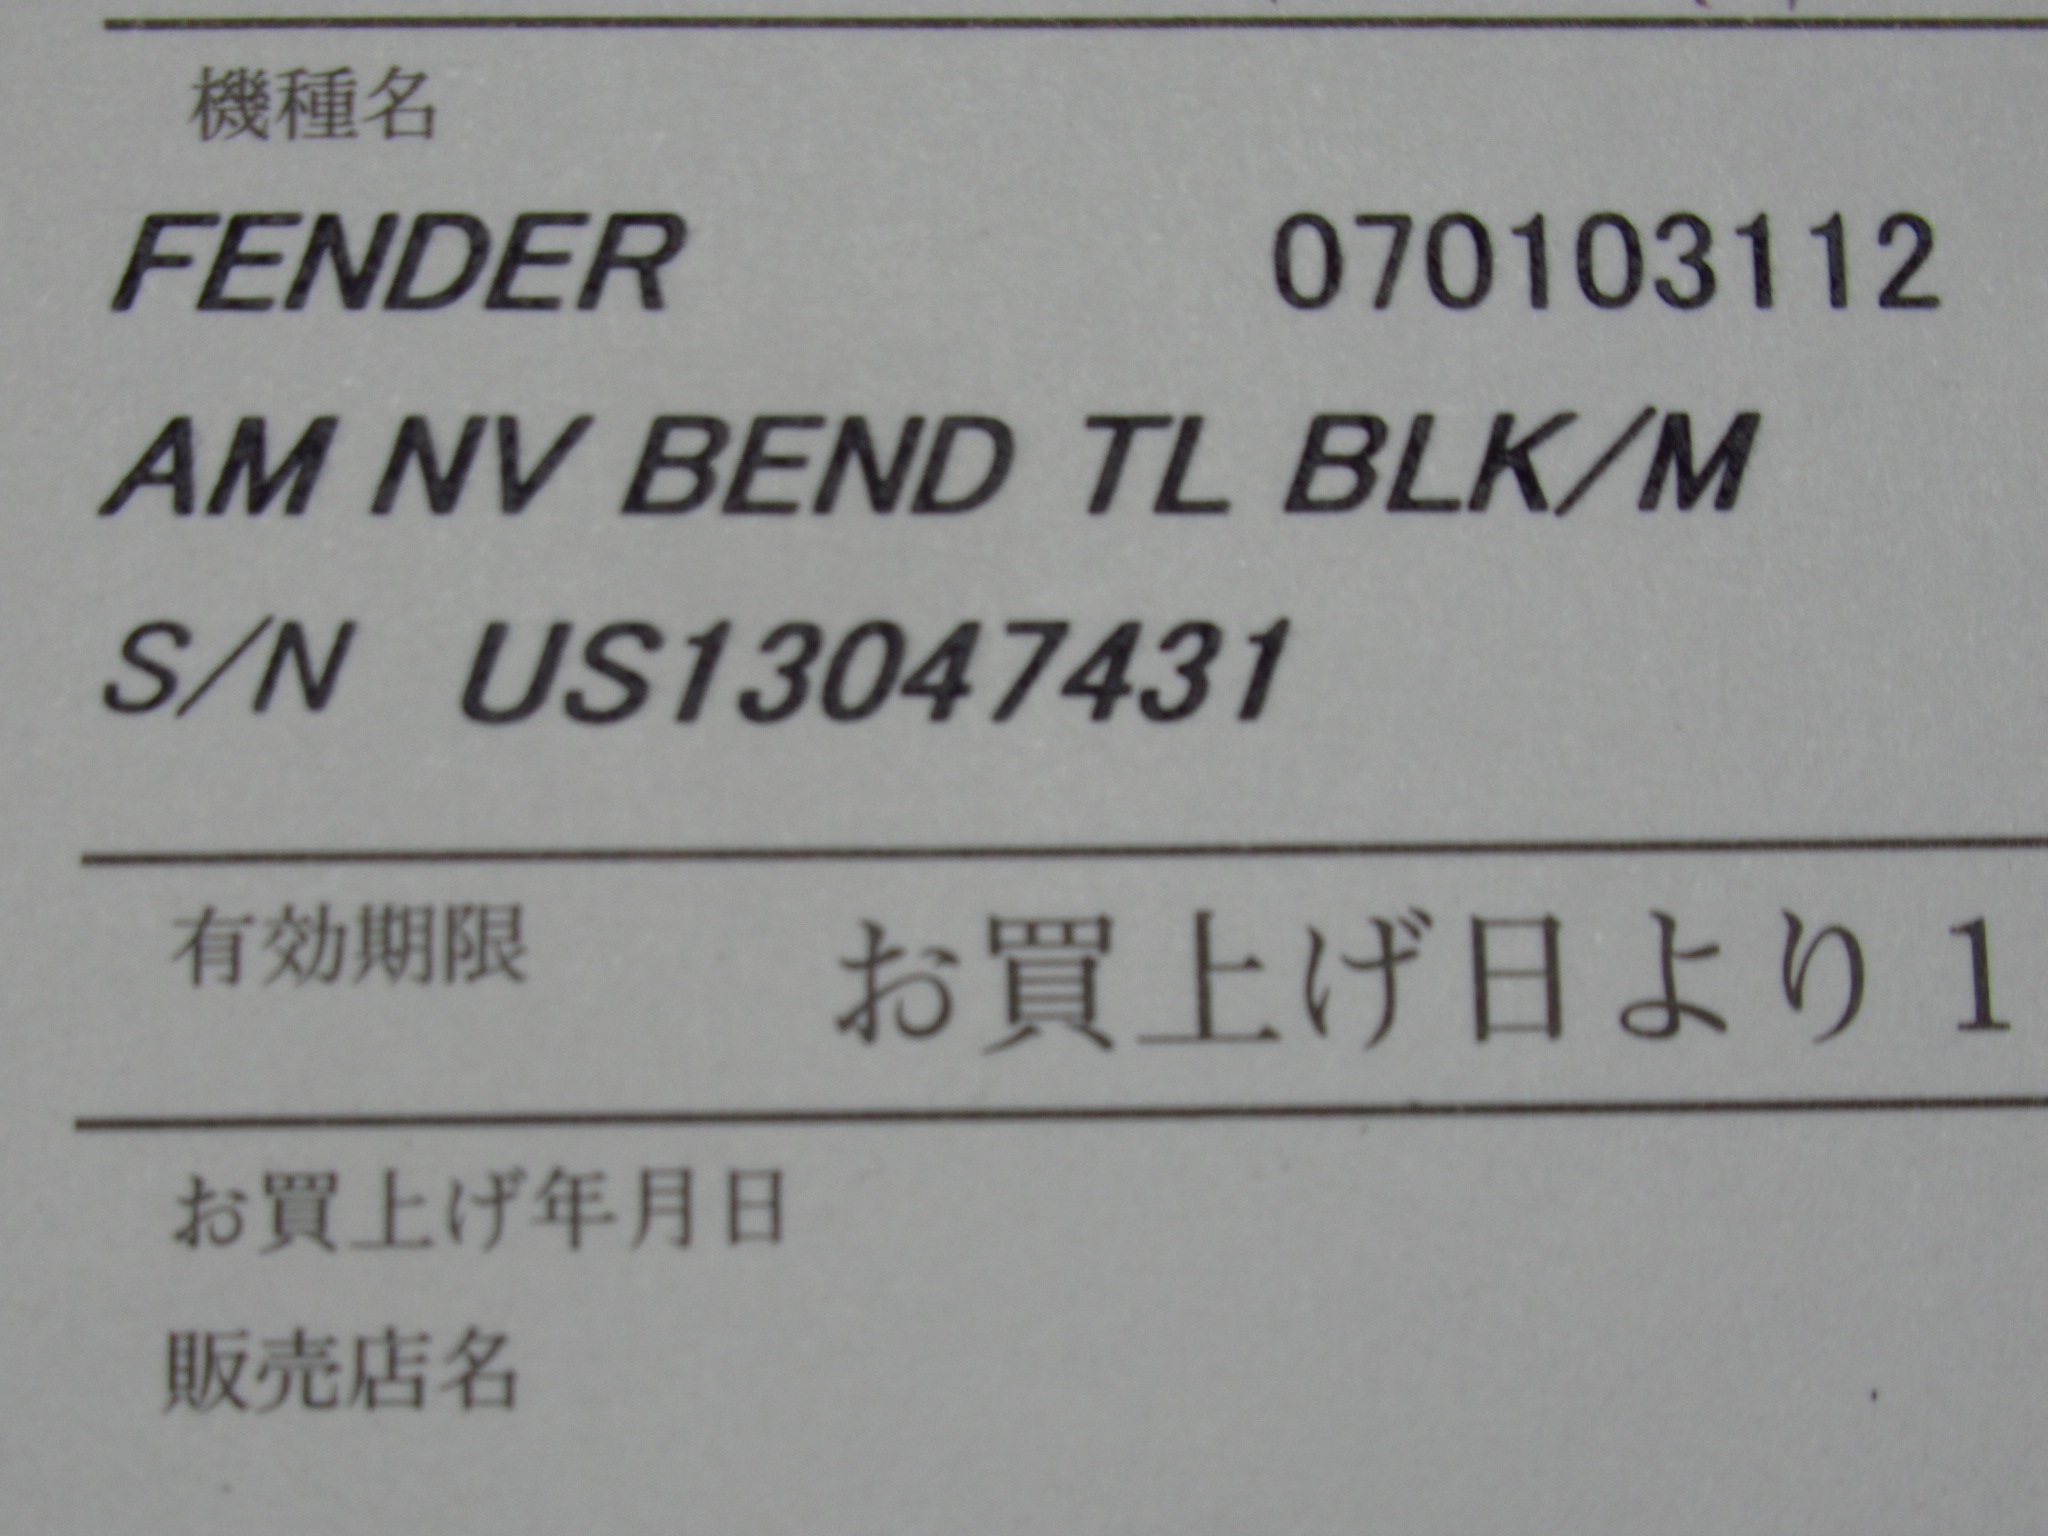 機種名
FENDER 070103112
AM NV BEND TL BLK/M
S/N US13047431
有効期限 お買上げ日より1
お買上げ年月日
販売店名